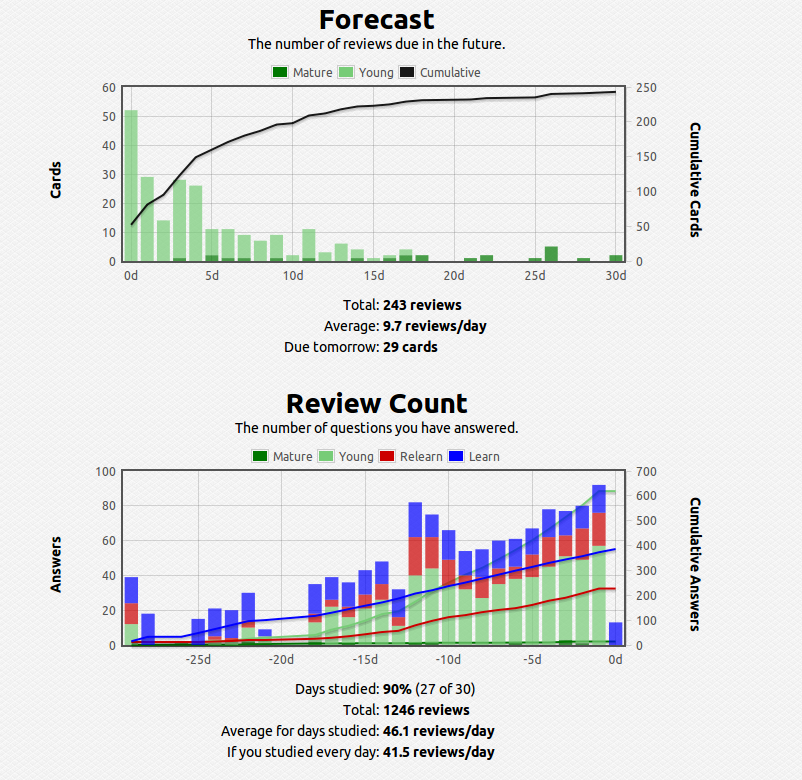 Forecast
The number of reviews due in the future.
Mature Young Cumulative
60 250
50 200
40 150
30
20 100
10 50
0 0
Cards
Cumulative Cards
0d 5d 10d 15d 20d 25d 30d
Total: 243 reviews
Average: 9.7 reviews/day
Due tomorrow: 29 cards
Review Count
The number of questions you have answered.
Mature Young Relearn Learn
100 700
80 600
60 500
40 400
20 300
0 200
100
0
Answers
Cumulative Answers
-25d -20d -15d -10d -5d 0d
Days studied: 90% (27 of 30)
Total: 1246 reviews
Average for days studied: 46.1 reviews/day
If you studied every day: 41.5 reviews/day